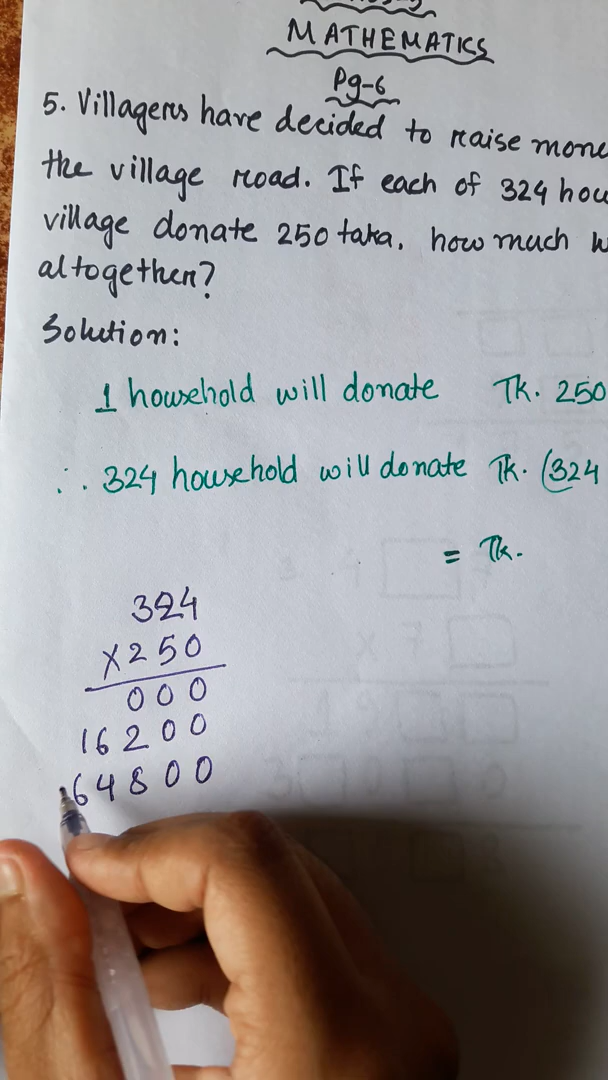 MATHEMATICS
Pg-6
5. Villagers have decided to raise
the village road. If each of 324
village donate 250 taka, how much
altogether?
Solution:
1 household will donate Tk. 250
∴ 324 household will donate Tk. (324
= Tk.
324
×250
000
16200
64800